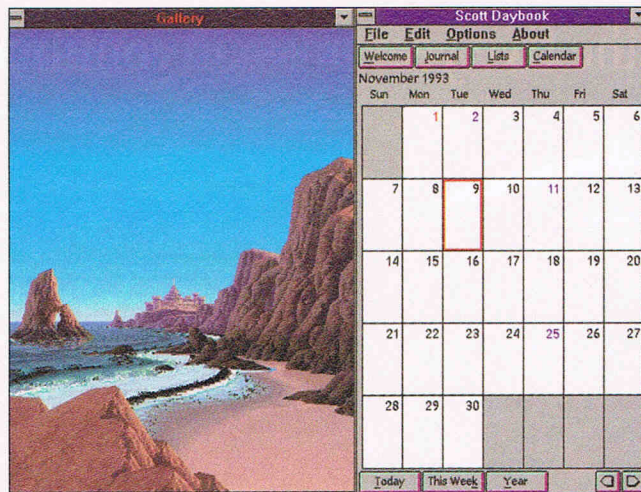 Gallery
Scott Daybook
File Edit Options About
Welcome Journal Lists Calendar
November 1993
Sun Mon Tue Wed Thu Fri Sat
1 2 3 4 5 6
7 8 9 10 11 12 13
14 15 16 17 18 19 20
21 22 23 24 25 26 27
28 29 30
Today This Week Year